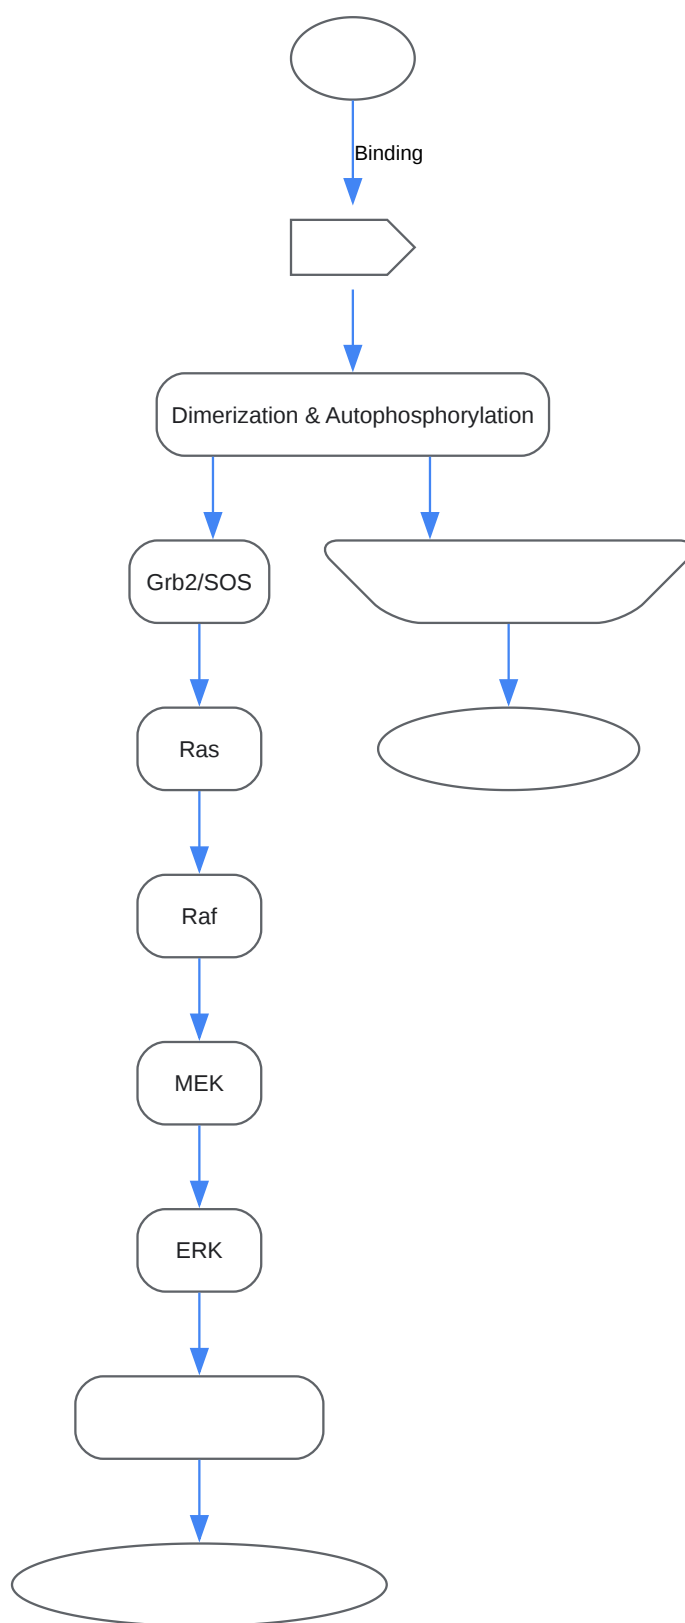 Binding
Dimerization & Autophosphorylation
Grb2/SOS
Ras
Raf
MEK
ERK